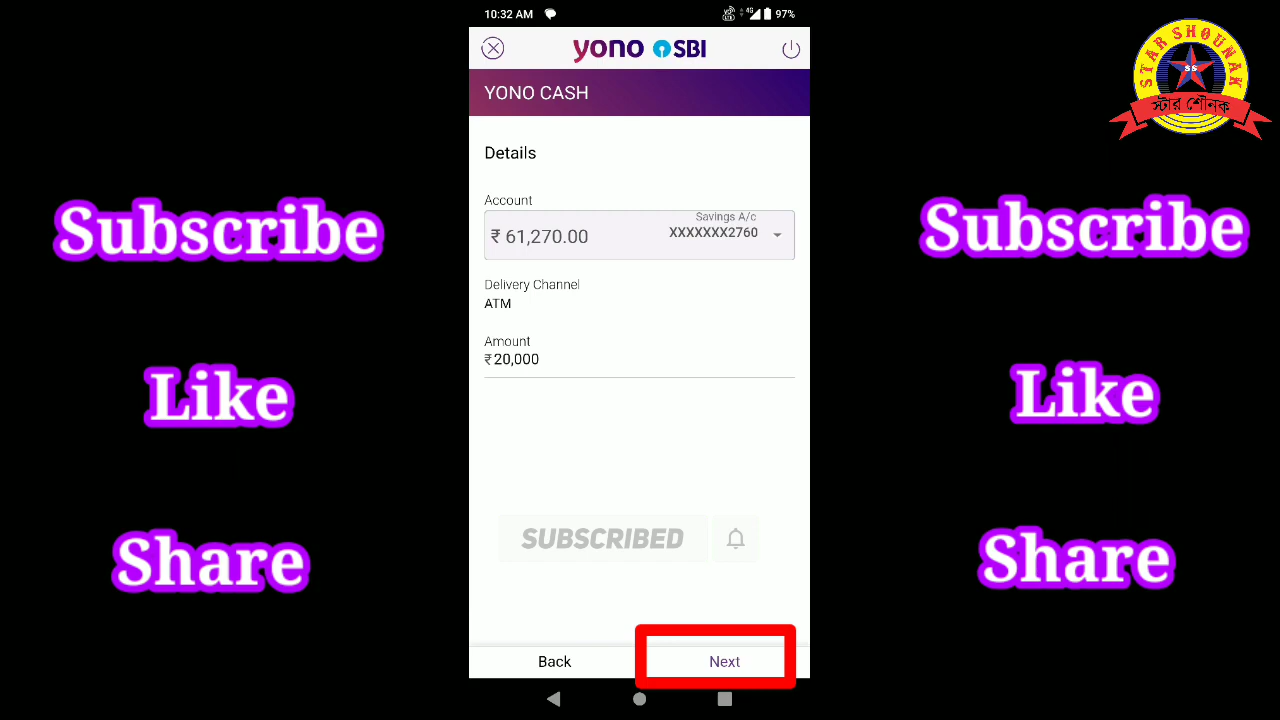 10:32 AM
4G
97%
yono SBI
YONO CASH
Details
Account
Savings A/c
₹ 61,270.00
XXXXXXX2760
Delivery Channel
ATM
Amount
₹20,000
SUBSCRIBED
Back
Next
Subscribe
Like
Share
Subscribe
Like
Share
STAR SHOUNAK
SS
স্টার শৌনক